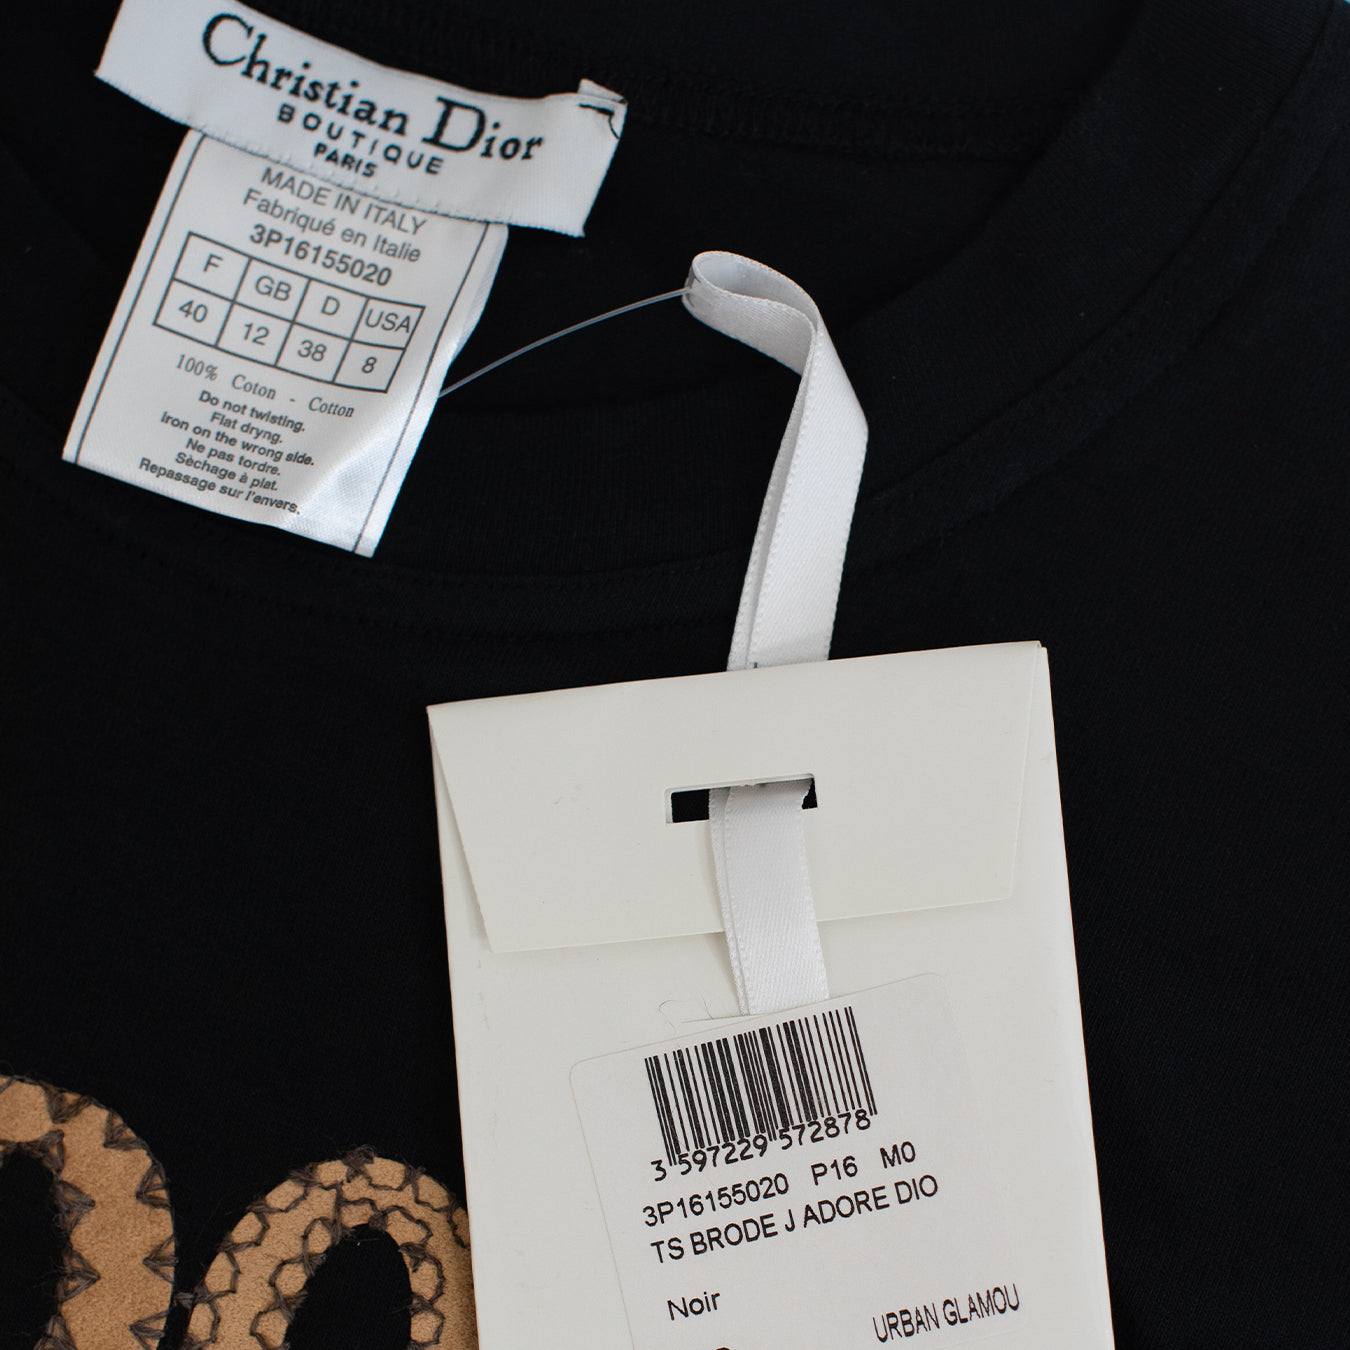 Christian Dior
BOUTIQUE
PARIS
MADE IN ITALY
Fabriqué en Italie
3P16155020
F GB D USA
40 12 38 8
100% Coton - Cotton
Do not twisting.
Flat dryng.
Iron on the wrong side.
Ne pas tordre.
Sèchage à plat.
Repassage sur l'envers.
3 597229 572878
3P16155020 P16 M0
TS BRODE J ADORE DIO
Noir
URBAN GLAMOU